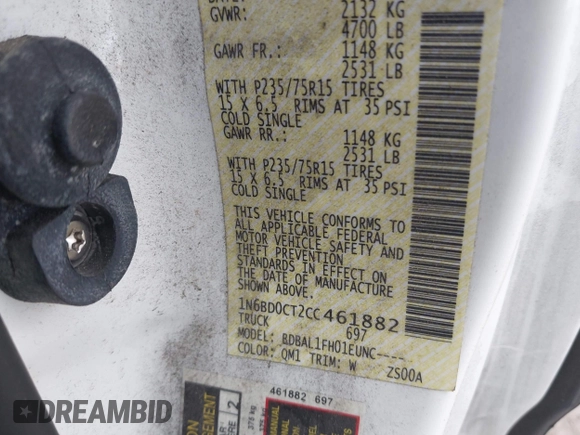 GVWR: 2132 KG
4700 LB
GAWR FR.: 1148 KG
2531 LB
WITH P235/75R15 TIRES
15 X 6.5 RIMS AT 35 PSI
COLD SINGLE
GAWR RR.: 1148 KG
2531 LB
WITH P235/75R15 TIRES
15 X 6.5 RIMS AT 35 PSI
COLD SINGLE
THIS VEHICLE CONFORMS TO
ALL APPLICABLE FEDERAL
MOTOR VEHICLE SAFETY AND
THEFT PREVENTION
STANDARDS IN EFFECT ON
THE DATE OF MANUFACTURE
SHOWN ABOVE.
1N6BD0CT2CC461882
TRUCK 697
MODEL: BDBAL1FH01EUNC----
COLOR: QM1 TRIM: W ZS00A
461882 697
2
MANUAL
DREAMBID